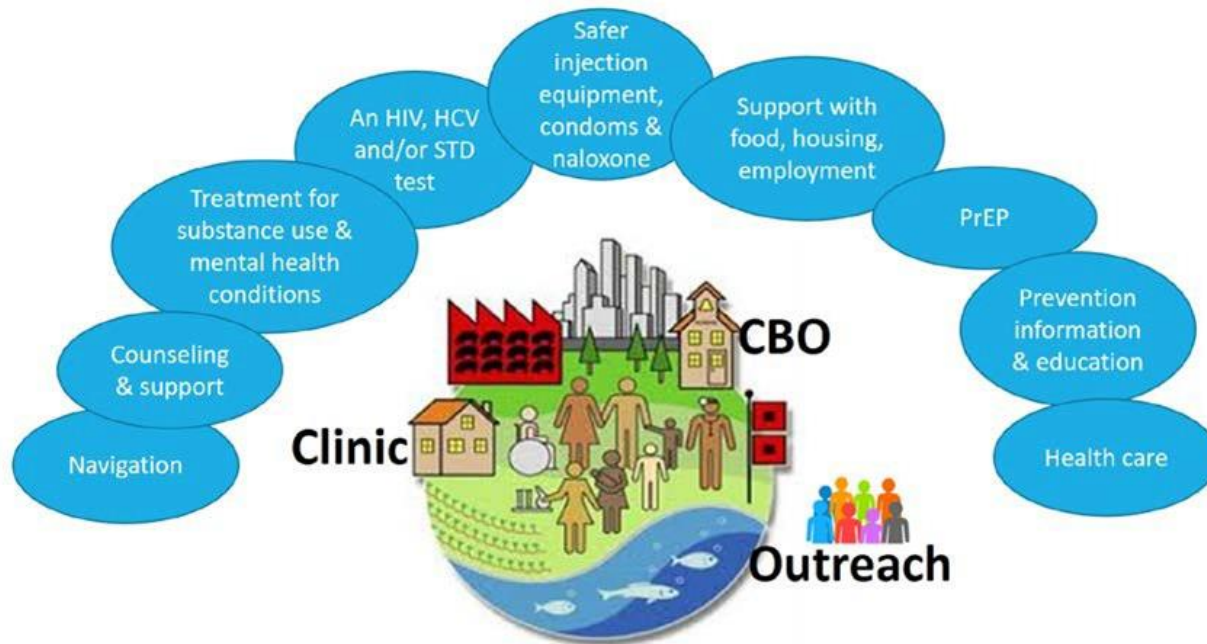 Navigation
Counseling
& support
Treatment for
substance use &
mental health
conditions
An HIV, HCV
and/or STD
test
Safer
injection
equipment,
condoms &
naloxone
Support with
food, housing,
employment
PrEP
Prevention
information
& education
Health care
CBO
Clinic
Outreach